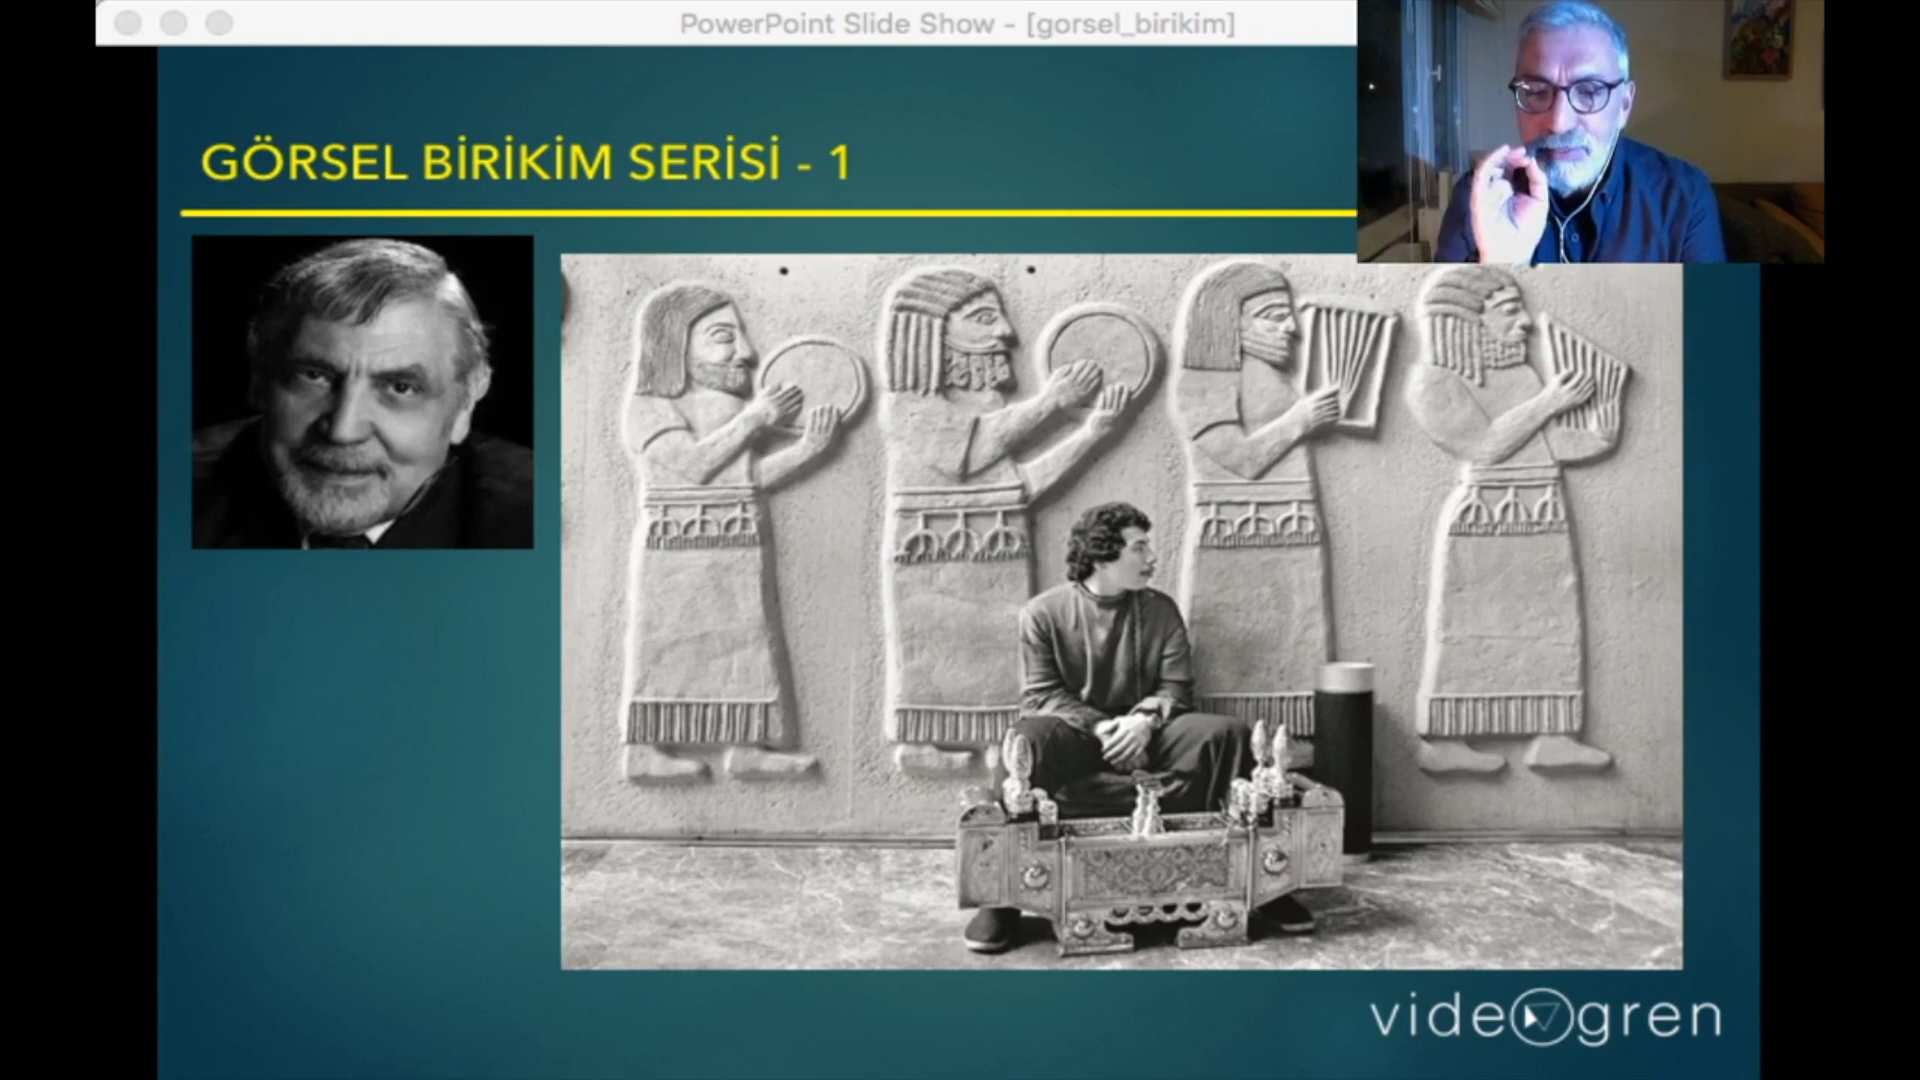 PowerPoint Slide Show - [gorsel_birikim]
GÖRSEL BİRİKİM SERİSİ - 1
videogren